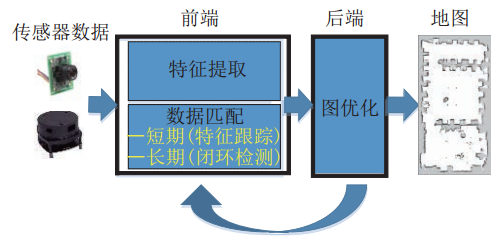 传感器数据
前端
后端
地图
特征提取
数据匹配
—短期(特征跟踪)
—长期(闭环检测)
图优化